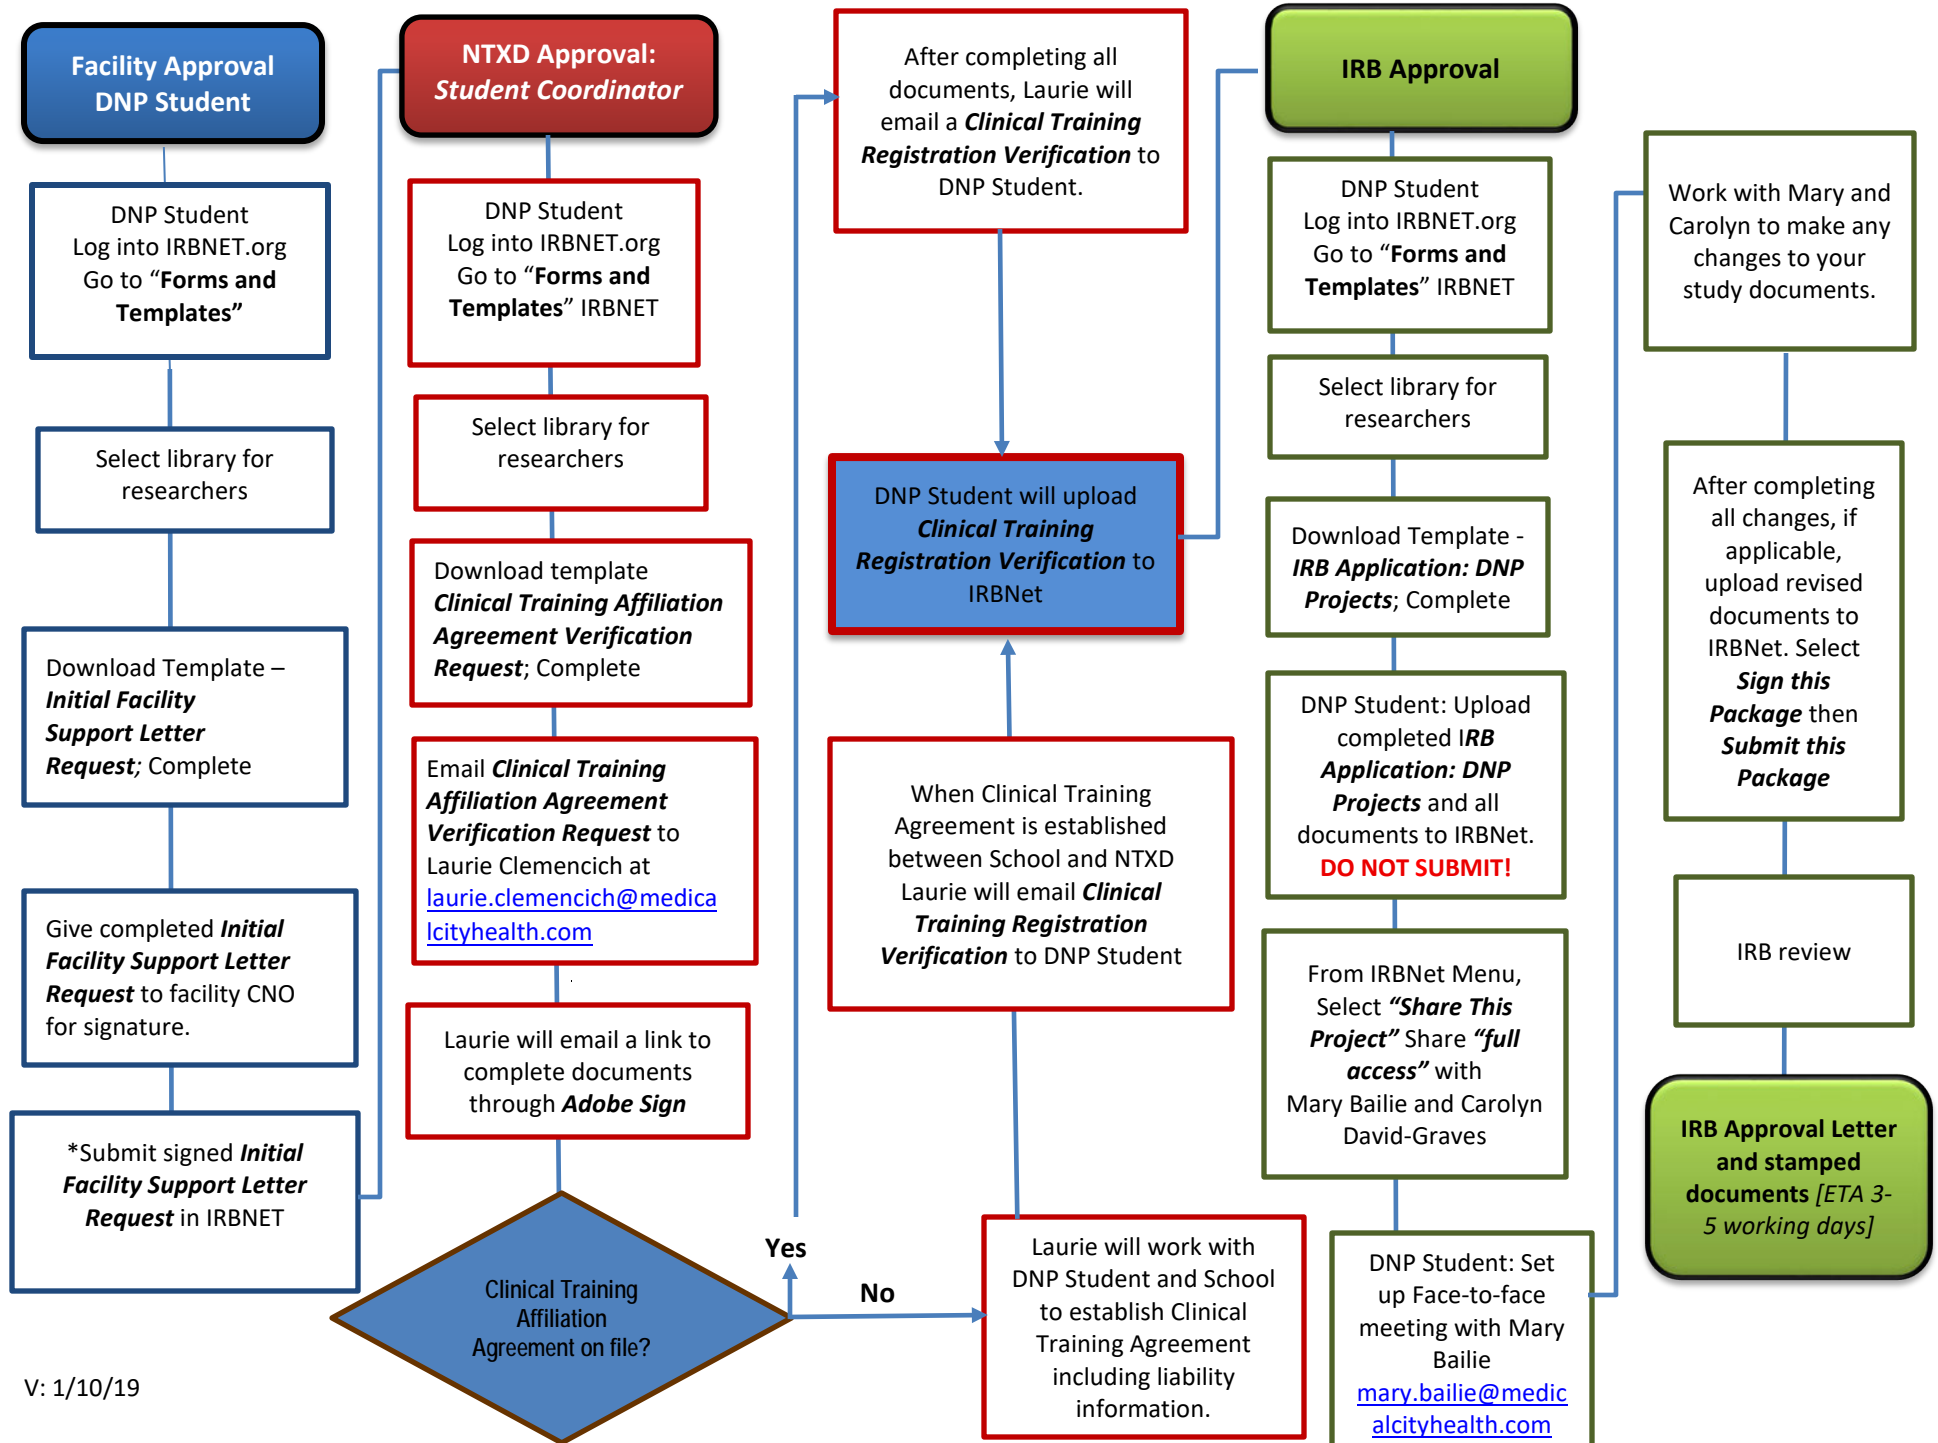 Facility Approval
DNP Student
DNP Student
Log into IRBNET.org
Go to “Forms and
Templates”
Select library for
researchers
Download Template –
Initial Facility
Support Letter
Request; Complete
Give completed Initial
Facility Support Letter
Request to facility CNO
for signature.
*Submit signed Initial
Facility Support Letter
Request in IRBNET
V: 1/10/19
NTXD Approval:
Student Coordinator
DNP Student
Log into IRBNET.org
Go to “Forms and
Templates” IRBNET
Select library for
researchers
Download template
Clinical Training Affiliation
Agreement Verification
Request; Complete
Email Clinical Training
Affiliation Agreement
Verification Request to
Laurie Clemencich at
laurie.clemencich@medica
lcityhealth.com
Laurie will email a link to
complete documents
through Adobe Sign
Clinical Training
Affiliation
Agreement on file?
Yes
No
After completing all
documents, Laurie will
email a Clinical Training
Registration Verification to
DNP Student.
DNP Student will upload
Clinical Training
Registration Verification to
IRBNet
When Clinical Training
Agreement is established
between School and NTXD
Laurie will email Clinical
Training Registration
Verification to DNP Student
Laurie will work with
DNP Student and School
to establish Clinical
Training Agreement
including liability
information.
IRB Approval
DNP Student
Log into IRBNET.org
Go to “Forms and
Templates” IRBNET
Select library for
researchers
Download Template -
IRB Application: DNP
Projects; Complete
DNP Student: Upload
completed IRB
Application: DNP
Projects and all
documents to IRBNet.
DO NOT SUBMIT!
From IRBNet Menu,
Select “Share This
Project” Share “full
access” with
Mary Bailie and Carolyn
David-Graves
DNP Student: Set
up Face-to-face
meeting with Mary
Bailie
mary.bailie@medic
alcityhealth.com
Work with Mary and
Carolyn to make any
changes to your
study documents.
After completing
all changes, if
applicable,
upload revised
documents to
IRBNet. Select
Sign this
Package then
Submit this
Package
IRB review
IRB Approval Letter
and stamped
documents [ETA 3-
5 working days]